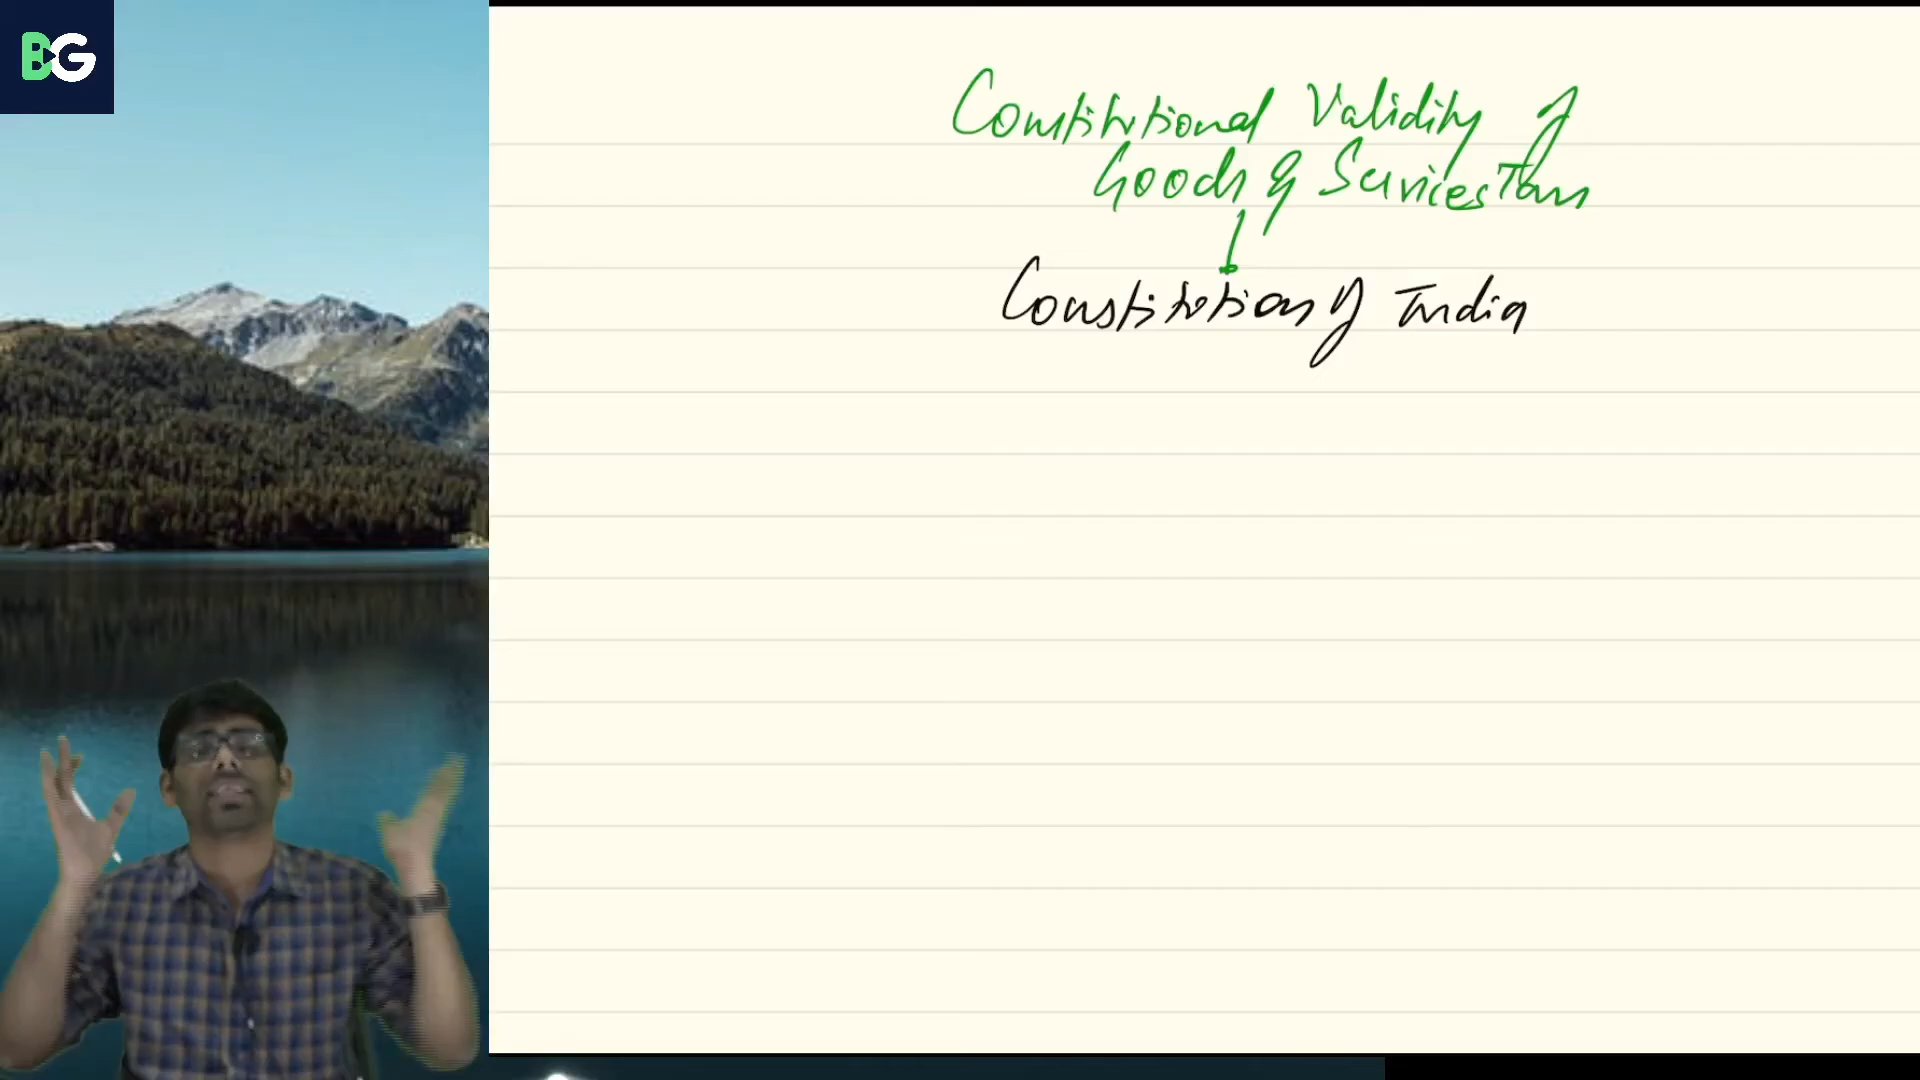 BG
Constitutional Validity of
Goods & Services Tax
Constitution of India